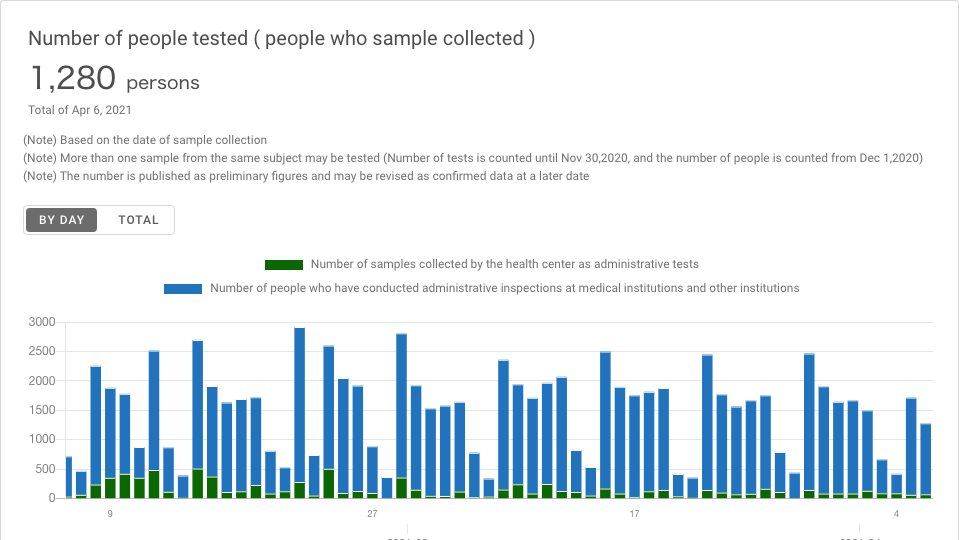 Number of people tested ( people who sample collected )
1,280 persons
Total of Apr 6, 2021
(Note) Based on the date of sample collection
(Note) More than one sample from the same subject may be tested (Number of tests is counted until Nov 30,2020, and the number of people is counted from Dec 1,2020)
(Note) The number is published as preliminary figures and may be revised as confirmed data at a later date
BY DAY TOTAL
Number of samples collected by the health center as administrative tests
Number of people who have conducted administrative inspections at medical institutions and other institutions
3000
2500
2000
1500
1000
500
0
9 27 17 4